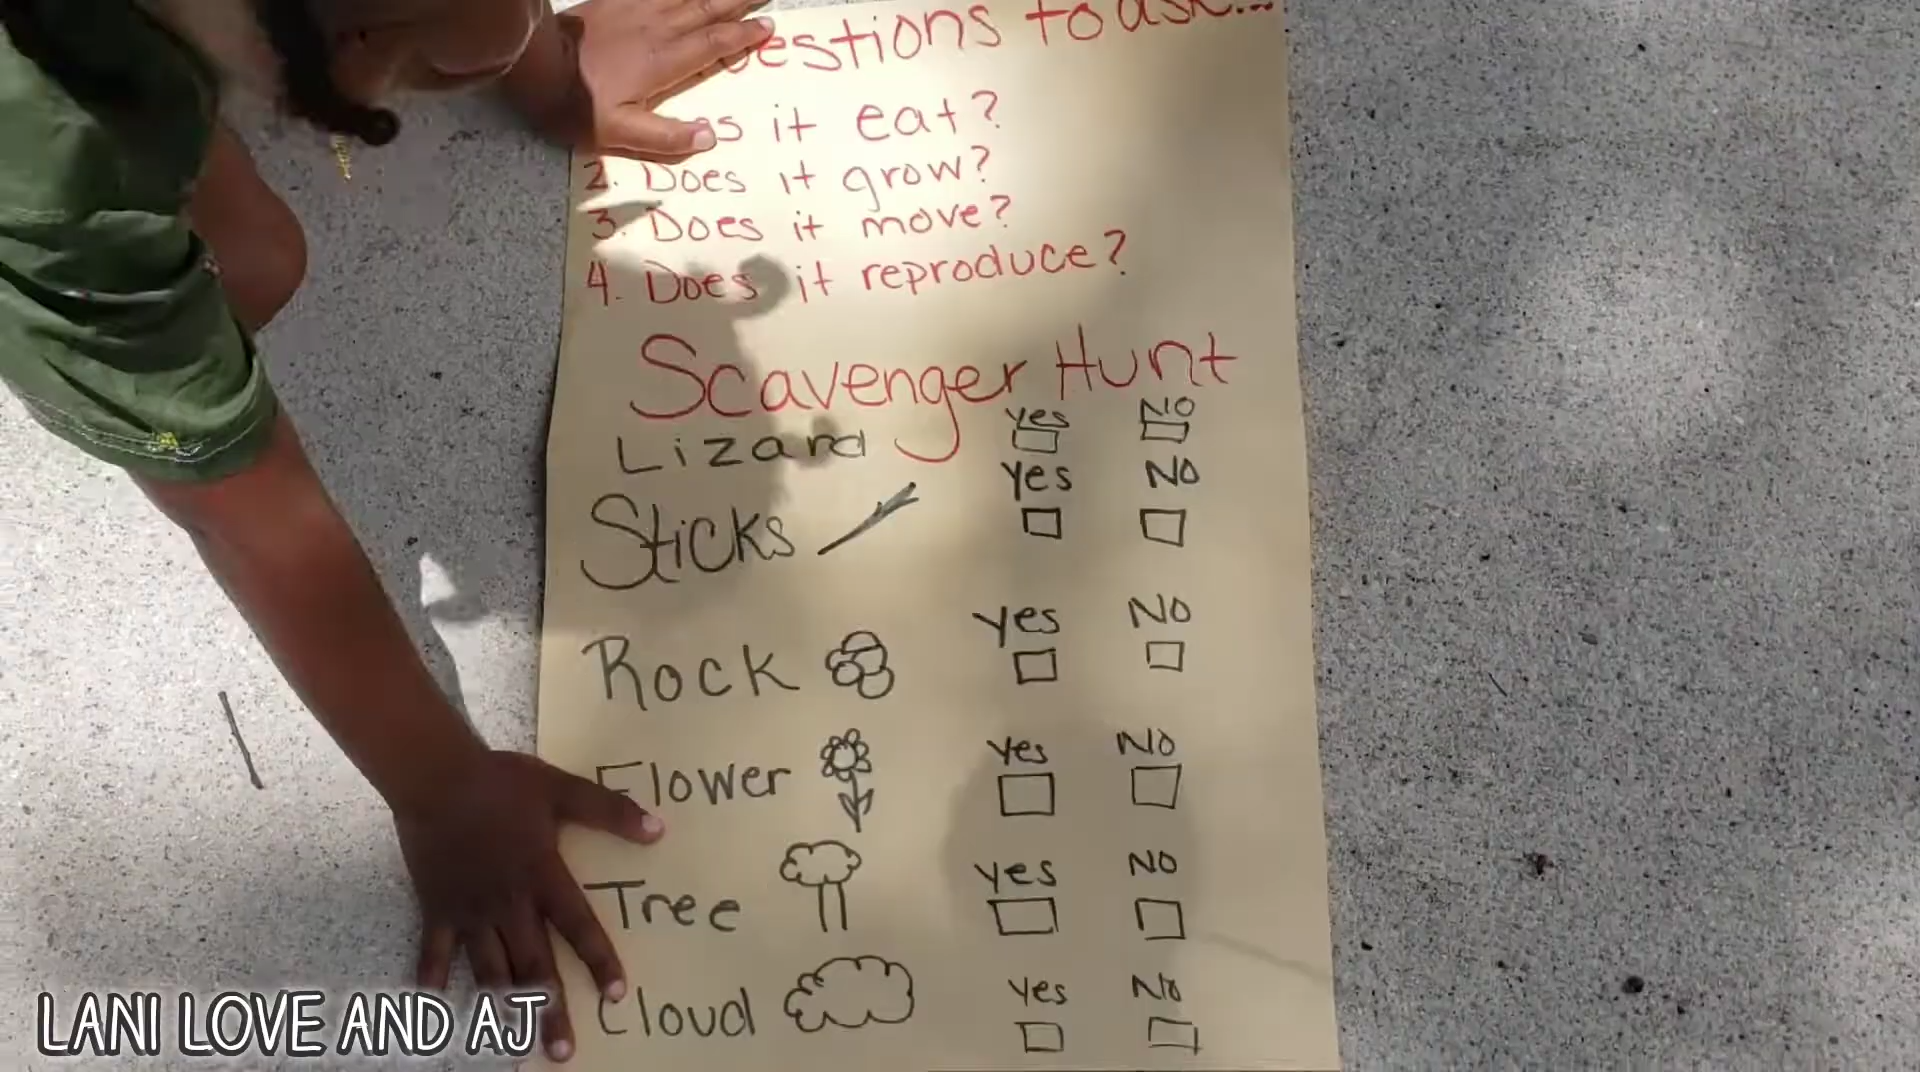 estions to ask...
es it eat?
2. Does it grow?
3. Does it move?
4. Does it reproduce?
Scavenger Hunt
Lizard Yes No
Sticks Yes No
Rock Yes No
Flower Yes No
Tree Yes No
Cloud Yes No
LANI LOVE AND AJ